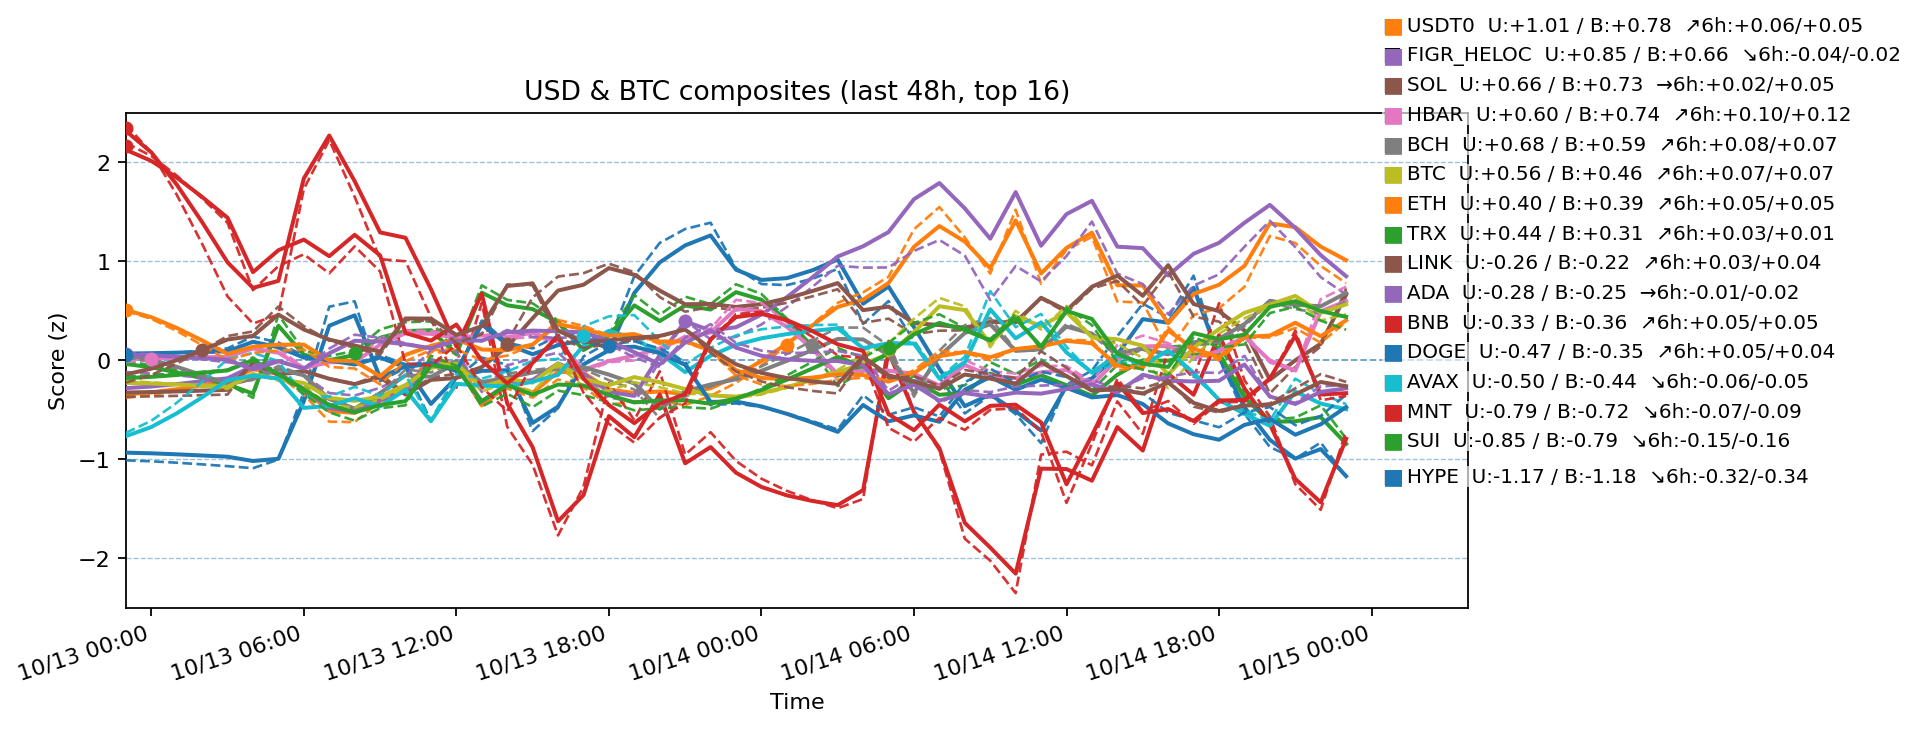 USDT0  U:+1.01 / B:+0.78  ↗6h:+0.06/+0.05
FIGR_HELOC  U:+0.85 / B:+0.66  ↘6h:-0.04/-0.02
SOL  U:+0.66 / B:+0.73  →6h:+0.02/+0.05
HBAR  U:+0.60 / B:+0.74  ↗6h:+0.10/+0.12
BCH  U:+0.68 / B:+0.59  ↗6h:+0.08/+0.07
BTC  U:+0.56 / B:+0.46  ↗6h:+0.07/+0.07
ETH  U:+0.40 / B:+0.39  ↗6h:+0.05/+0.05
TRX  U:+0.44 / B:+0.31  ↗6h:+0.03/+0.01
LINK  U:-0.26 / B:-0.22  ↗6h:+0.03/+0.04
ADA  U:-0.28 / B:-0.25  →6h:-0.01/-0.02
BNB  U:-0.33 / B:-0.36  ↗6h:+0.05/+0.05
DOGE  U:-0.47 / B:-0.35  ↗6h:+0.05/+0.04
AVAX  U:-0.50 / B:-0.44  ↘6h:-0.06/-0.05
MNT  U:-0.79 / B:-0.72  ↘6h:-0.07/-0.09
SUI  U:-0.85 / B:-0.79  ↘6h:-0.15/-0.16
HYPE  U:-1.17 / B:-1.18  ↘6h:-0.32/-0.34
USD & BTC composites (last 48h, top 16)
Score (z)
2
1
0
−1
−2
10/13 00:00
10/13 06:00
10/13 12:00
10/13 18:00
10/14 00:00
10/14 06:00
10/14 12:00
10/14 18:00
10/15 00:00
Time